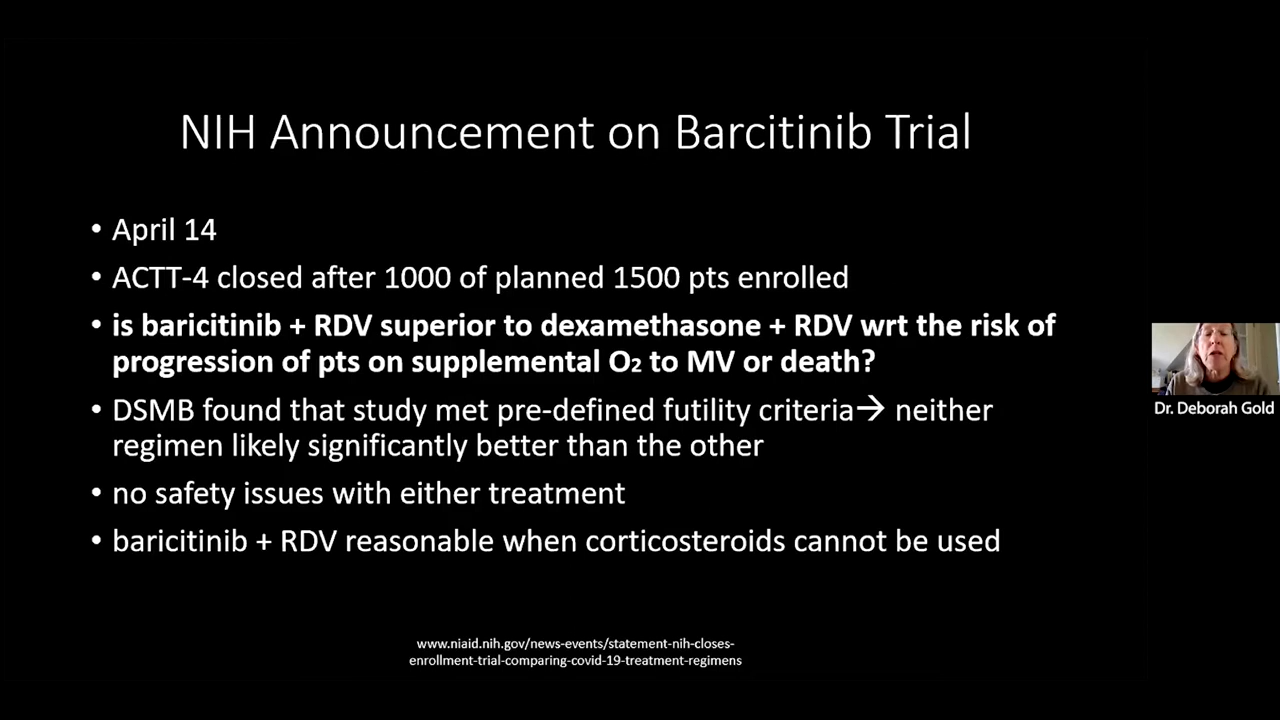 NIH Announcement on Barcitinib Trial
• April 14
• ACTT-4 closed after 1000 of planned 1500 pts enrolled
• is baricitinib + RDV superior to dexamethasone + RDV wrt the risk of
progression of pts on supplemental O₂ to MV or death?
• DSMB found that study met pre-defined futility criteria→ neither
regimen likely significantly better than the other
• no safety issues with either treatment
• baricitinib + RDV reasonable when corticosteroids cannot be used
www.niaid.nih.gov/news-events/statement-nih-closes-
enrollment-trial-comparing-covid-19-treatment-regimens
Dr. Deborah Gold